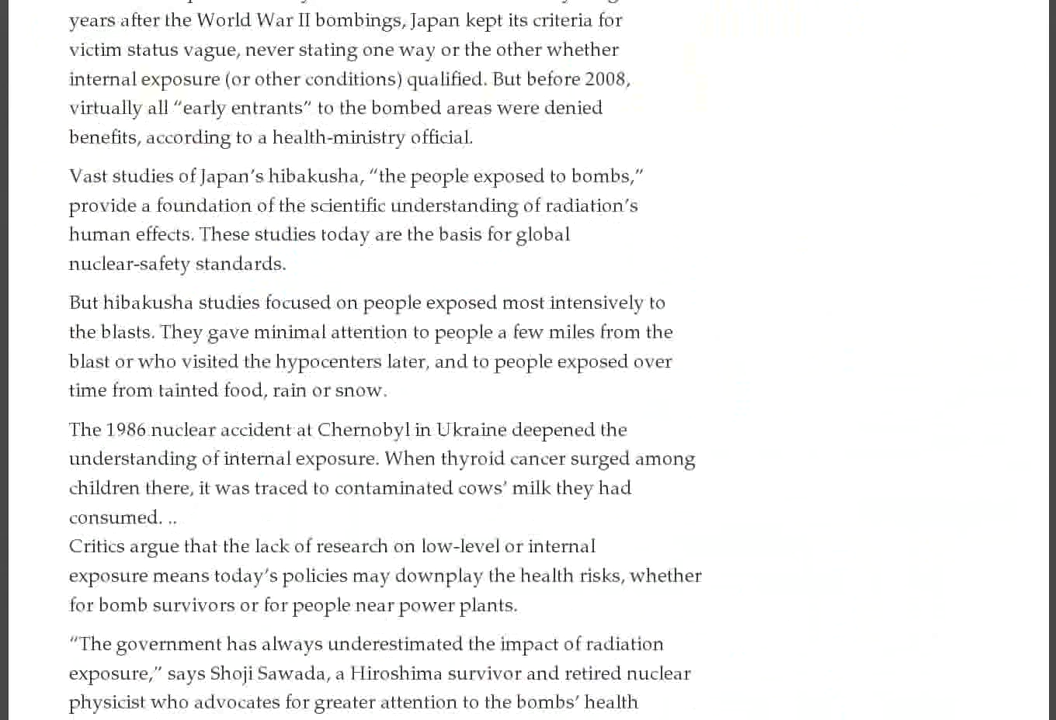 years after the World War II bombings, Japan kept its criteria for
victim status vague, never stating one way or the other whether
internal exposure (or other conditions) qualified. But before 2008,
virtually all “early entrants” to the bombed areas were denied
benefits, according to a health-ministry official.
Vast studies of Japan’s hibakusha, “the people exposed to bombs,”
provide a foundation of the scientific understanding of radiation’s
human effects. These studies today are the basis for global
nuclear-safety standards.
But hibakusha studies focused on people exposed most intensively to
the blasts. They gave minimal attention to people a few miles from the
blast or who visited the hypocenters later, and to people exposed over
time from tainted food, rain or snow.
The 1986 nuclear accident at Chernobyl in Ukraine deepened the
understanding of internal exposure. When thyroid cancer surged among
children there, it was traced to contaminated cows’ milk they had
consumed. ..
Critics argue that the lack of research on low-level or internal
exposure means today’s policies may downplay the health risks, whether
for bomb survivors or for people near power plants.
“The government has always underestimated the impact of radiation
exposure,” says Shoji Sawada, a Hiroshima survivor and retired nuclear
physicist who advocates for greater attention to the bombs’ health